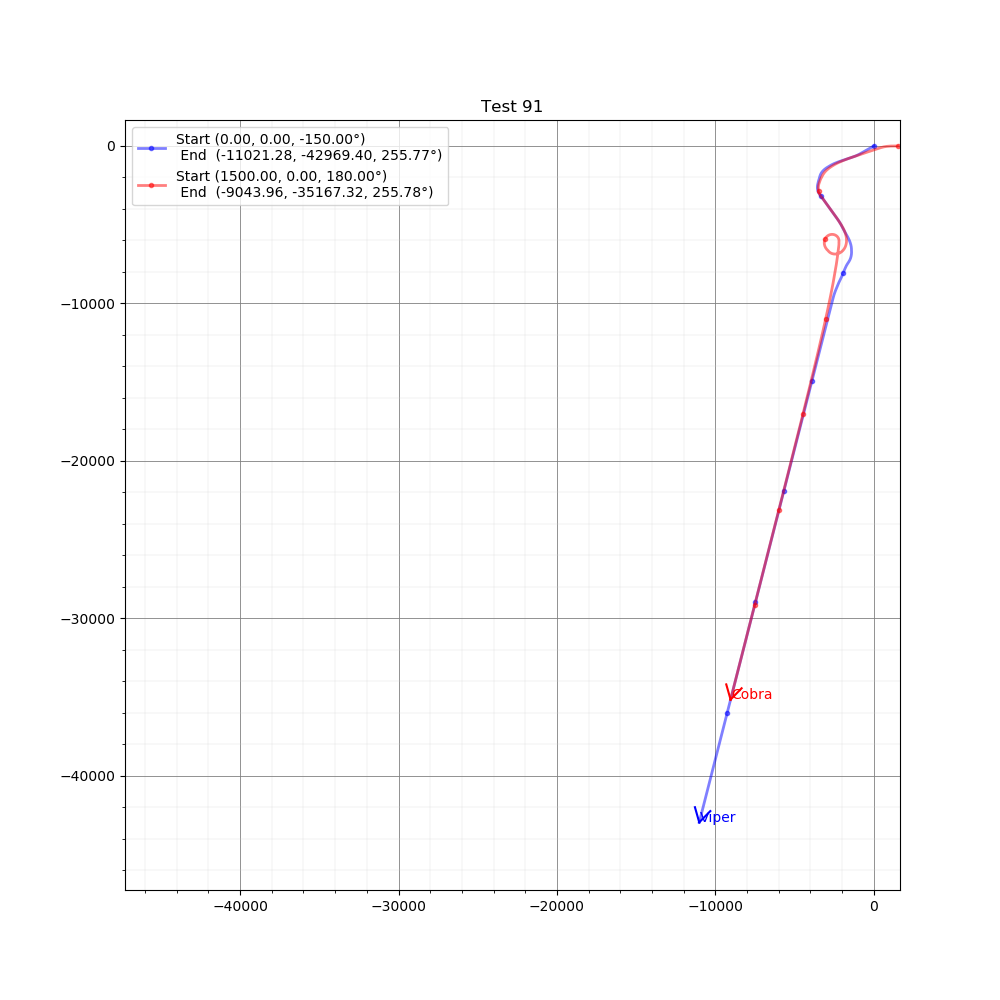 Test 91
Start (0.00, 0.00, -150.00°)
End (-11021.28, -42969.40, 255.77°)
Start (1500.00, 0.00, 180.00°)
End (-9043.96, -35167.32, 255.78°)
0
−10000
−20000
−30000
−40000
Cobra
Viper
−40000
−30000
−20000
−10000
0